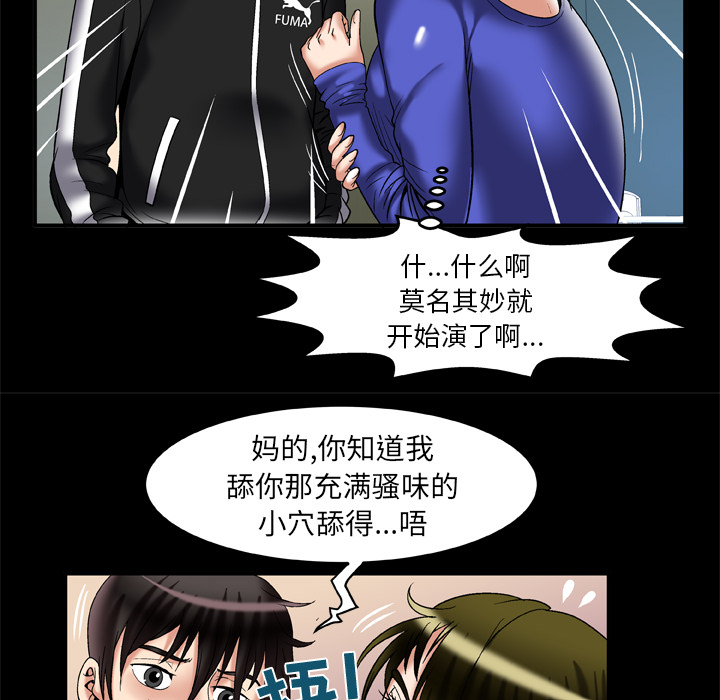 FUMA
什...什么啊
莫名其妙就
开始演了啊...
妈的,你知道我
舔你那充满骚味的
小穴舔得...唔
捂!